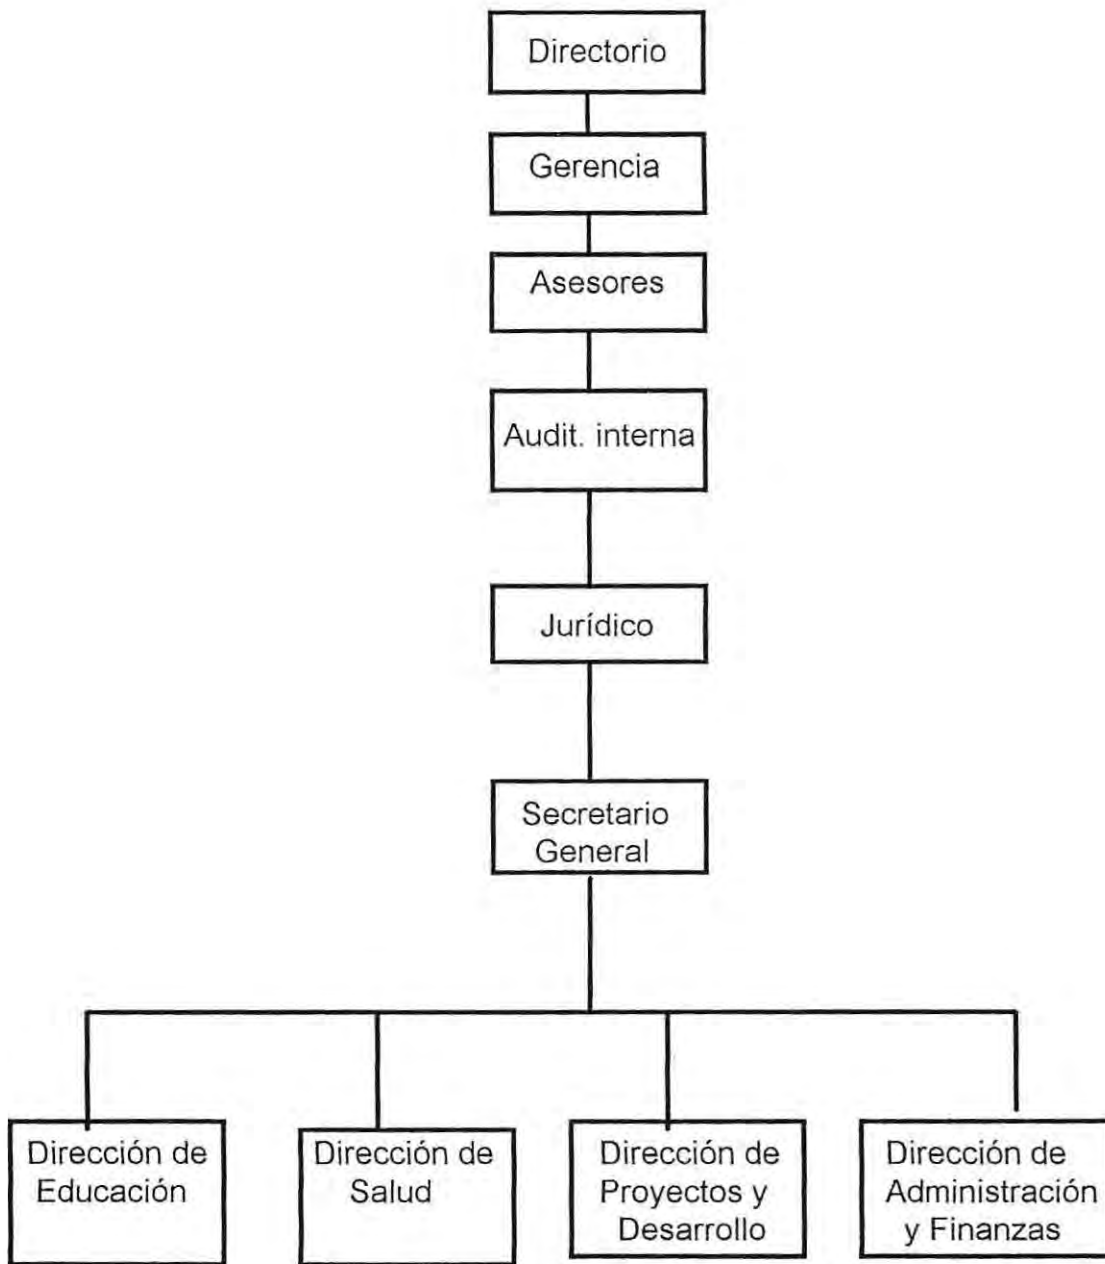 Directorio
Gerencia
Asesores
Audit. interna
Jurídico
Secretario
General
Dirección de
Educación
Dirección de
Salud
Dirección de
Proyectos y
Desarrollo
Dirección de
Administración
y Finanzas